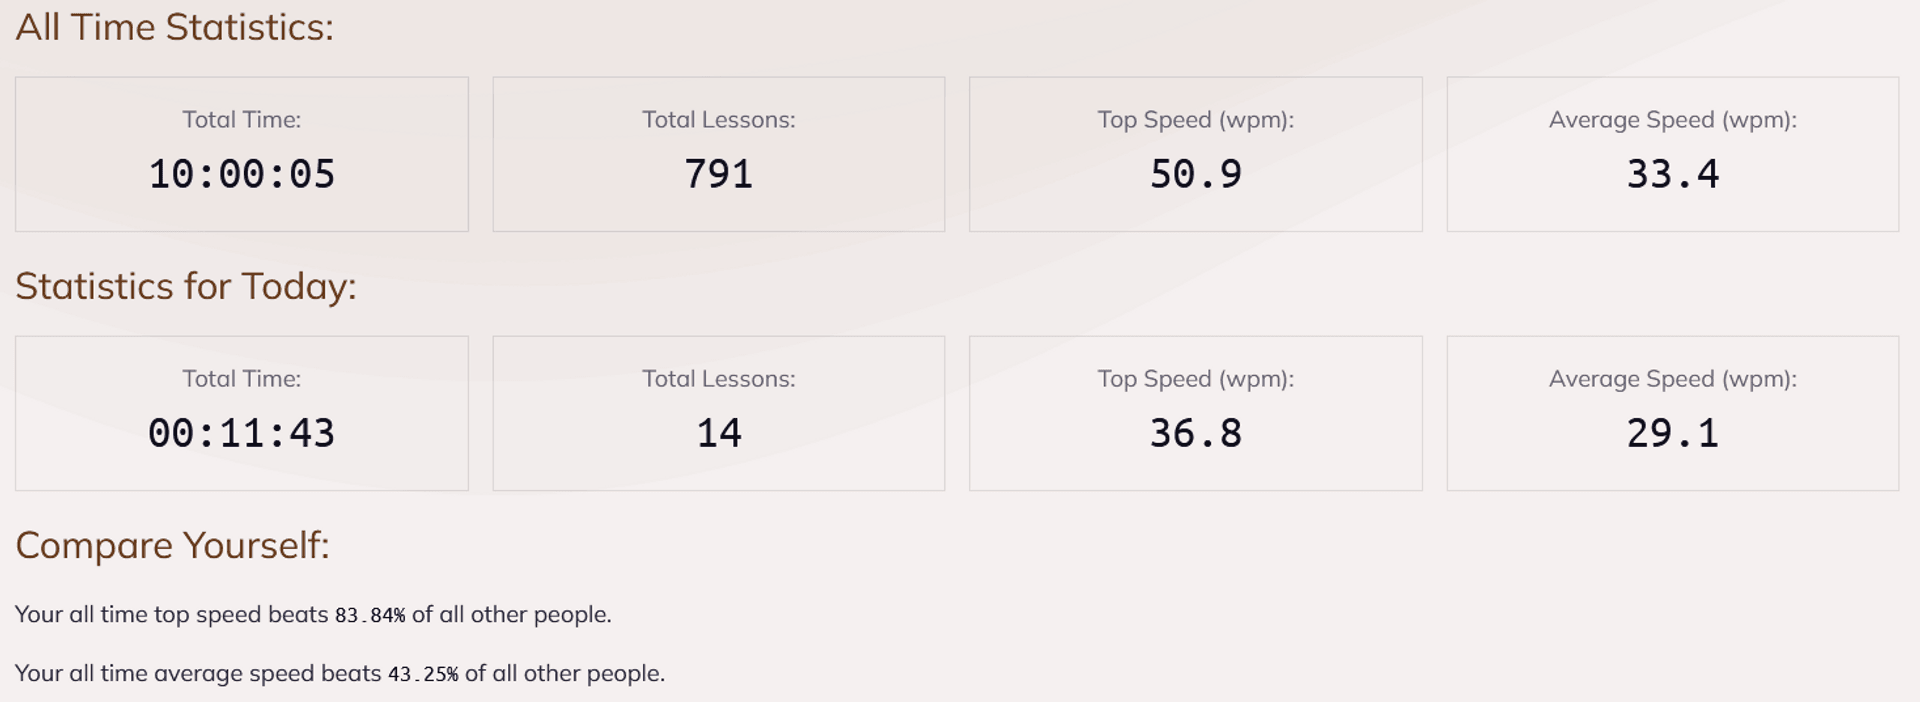 All Time Statistics:
Total Time:
10:00:05
Total Lessons:
791
Top Speed (wpm):
50.9
Average Speed (wpm):
33.4
Statistics for Today:
Total Time:
00:11:43
Total Lessons:
14
Top Speed (wpm):
36.8
Average Speed (wpm):
29.1
Compare Yourself:
Your all time top speed beats 83.84% of all other people.
Your all time average speed beats 43.25% of all other people.